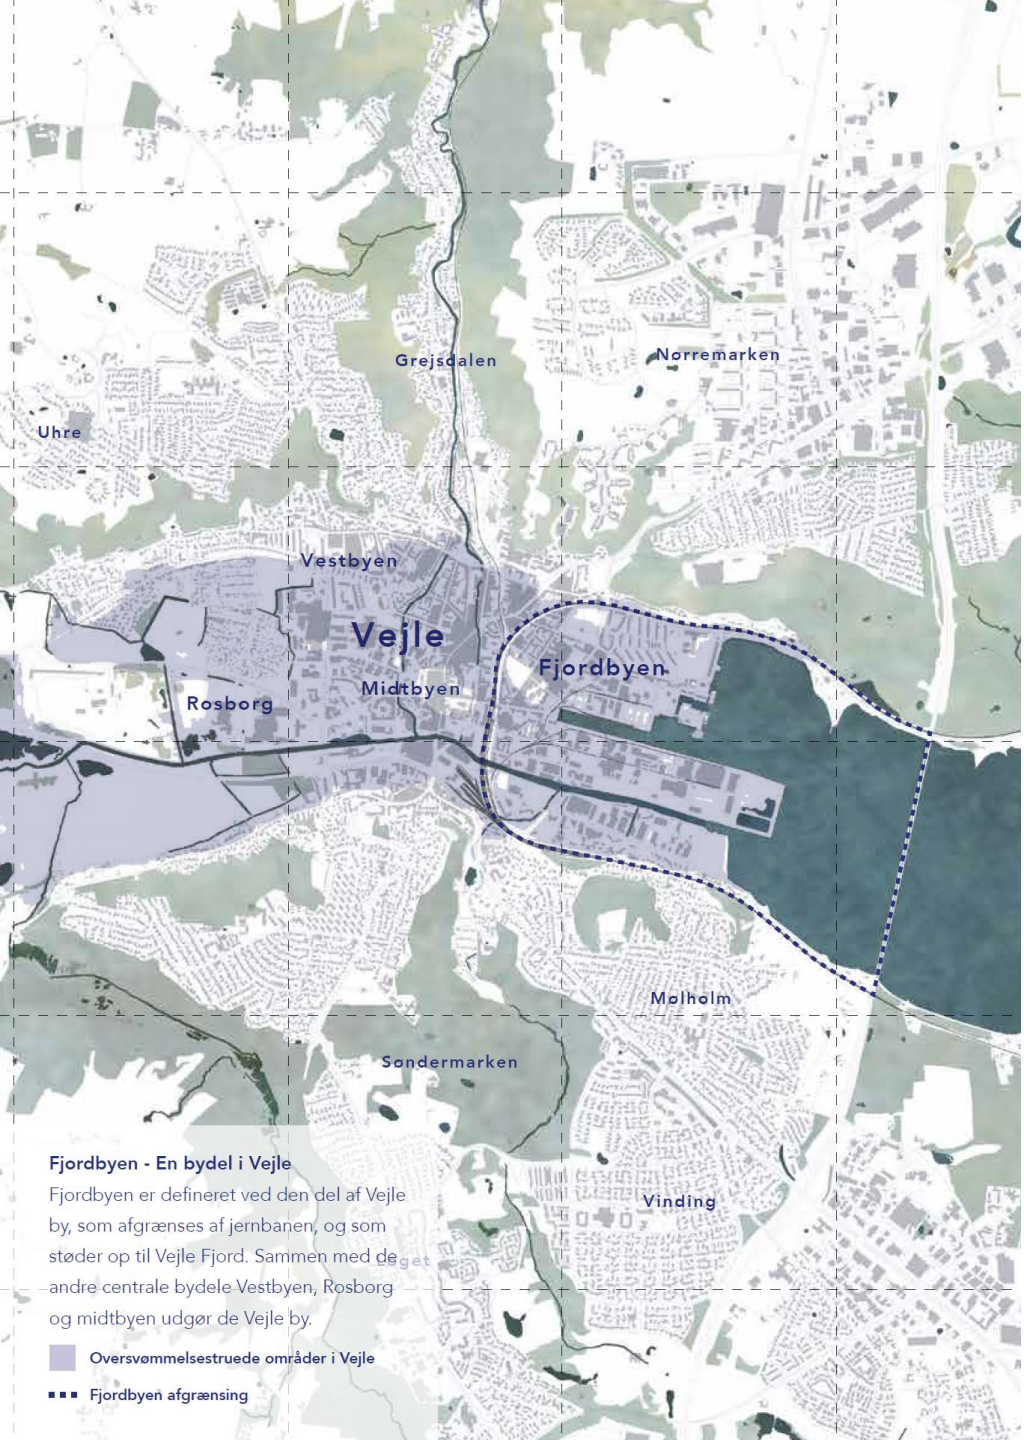 Grejsdalen
Nørremarken
Uhre
Vestbyen
Vejle
Fjordbyen
Midtbyen
Rosborg
Mølholm
Søndermarken
Vinding
Fjordbyen - En bydel i Vejle
Fjordbyen er defineret ved den del af Vejle
by, som afgrænses af jernbanen, og som
støder op til Vejle Fjord. Sammen med de
andre centrale bydele Vestbyen, Rosborg
og midtbyen udgør de Vejle by.
Oversvømmelsestruede områder i Vejle
Fjordbyen afgrænsing